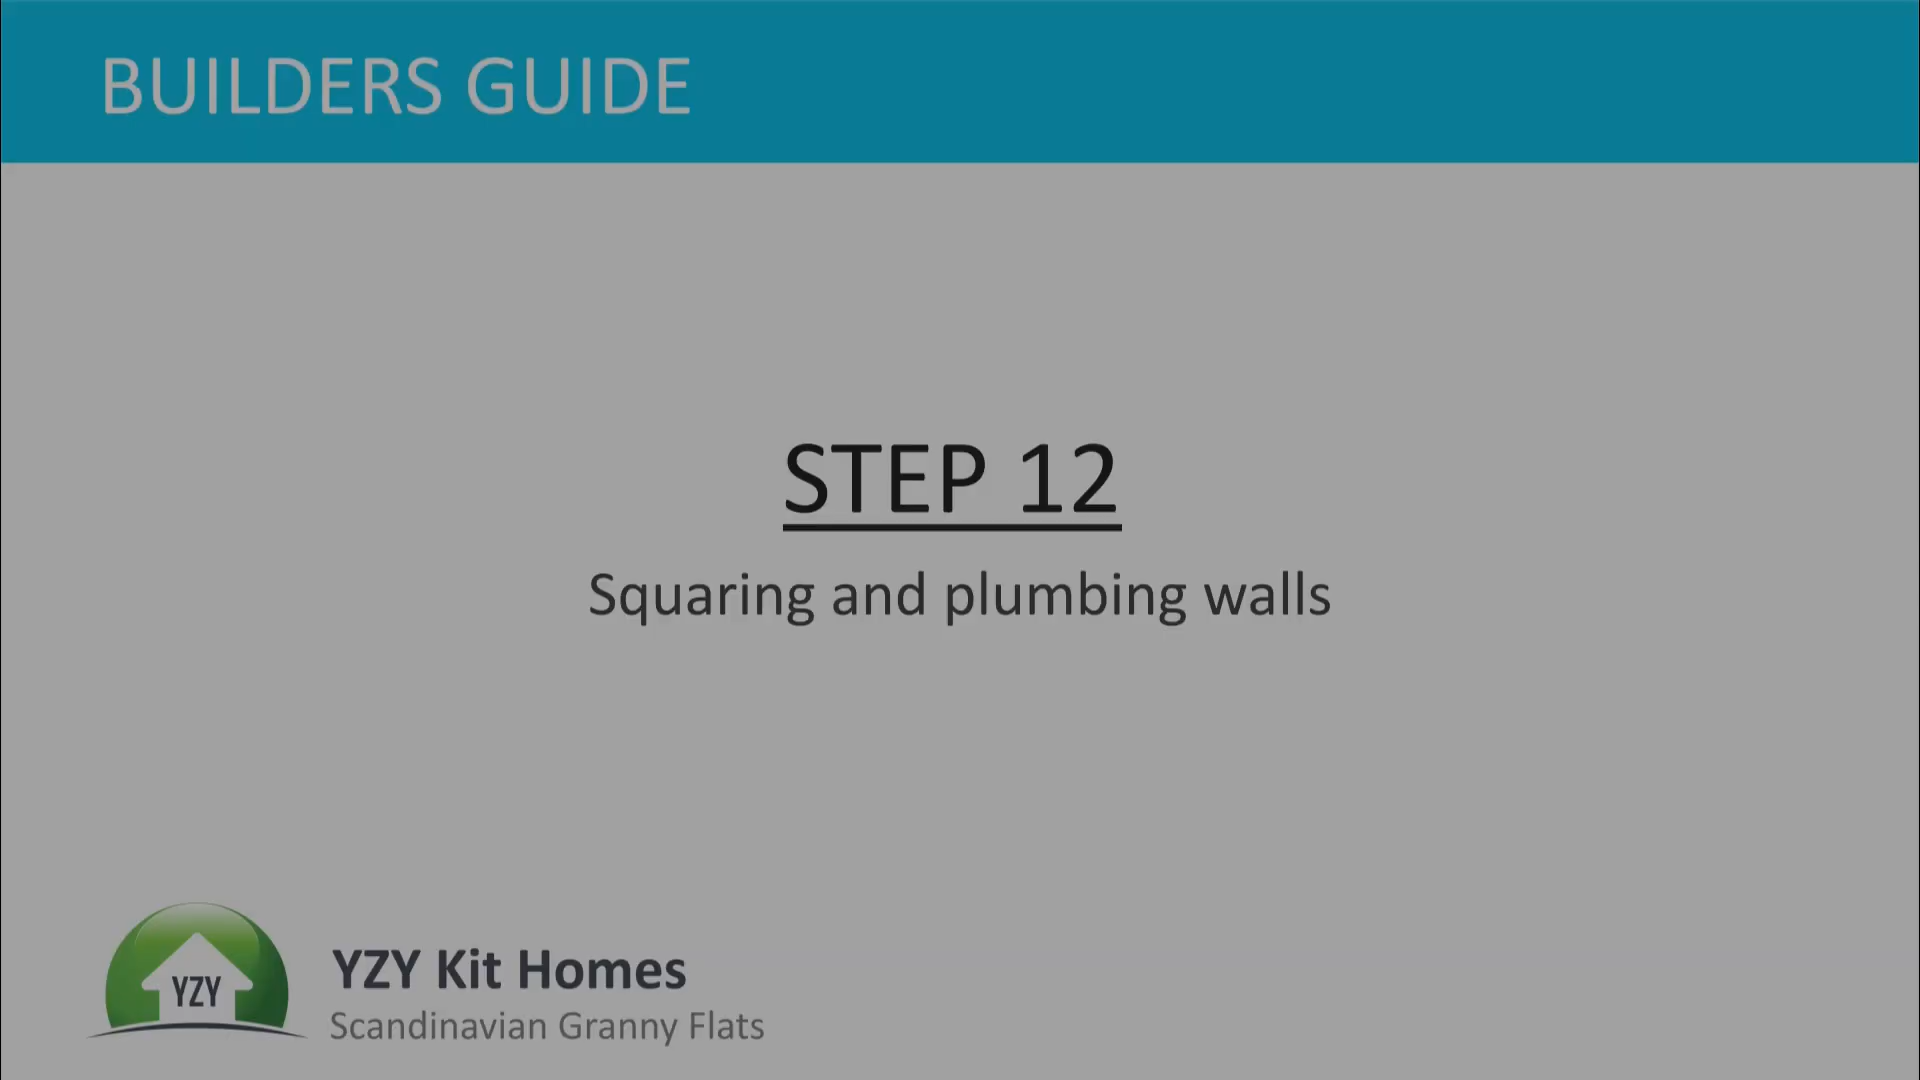 BUILDERS GUIDE
STEP 12
Squaring and plumbing walls
YZY
YZY Kit Homes
Scandinavian Granny Flats